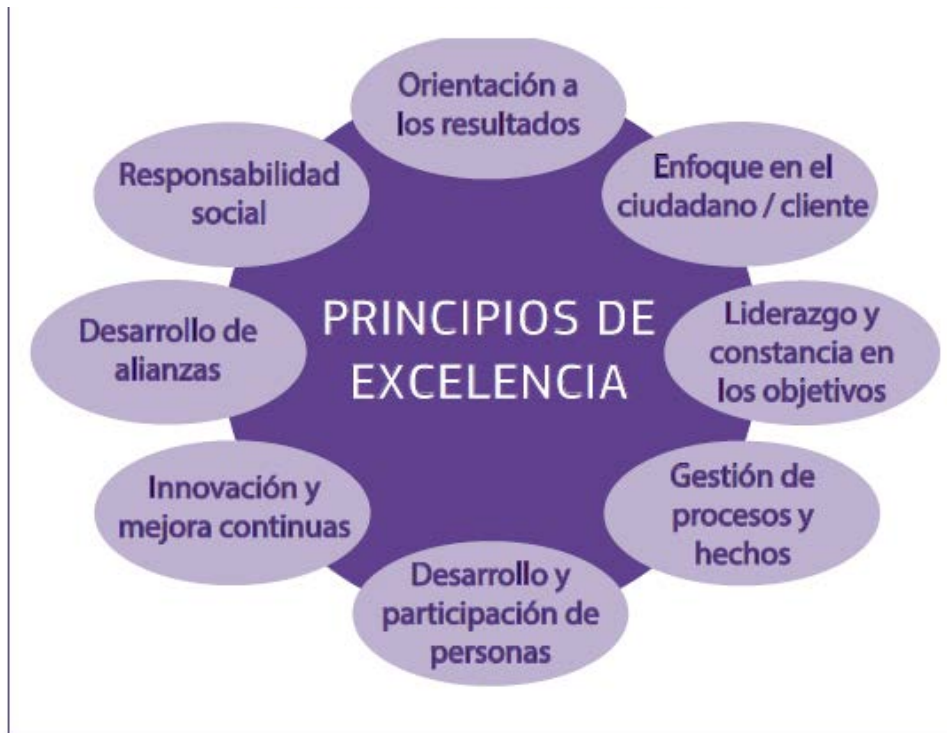 Orientación a
los resultados
Enfoque en el
ciudadano / cliente
Liderazgo y
constancia en
los objetivos
Gestión de
procesos y
hechos
Desarrollo y
participación de
personas
Innovación y
mejora continuas
Desarrollo de
alianzas
Responsabilidad
social
PRINCIPIOS DE
EXCELENCIA